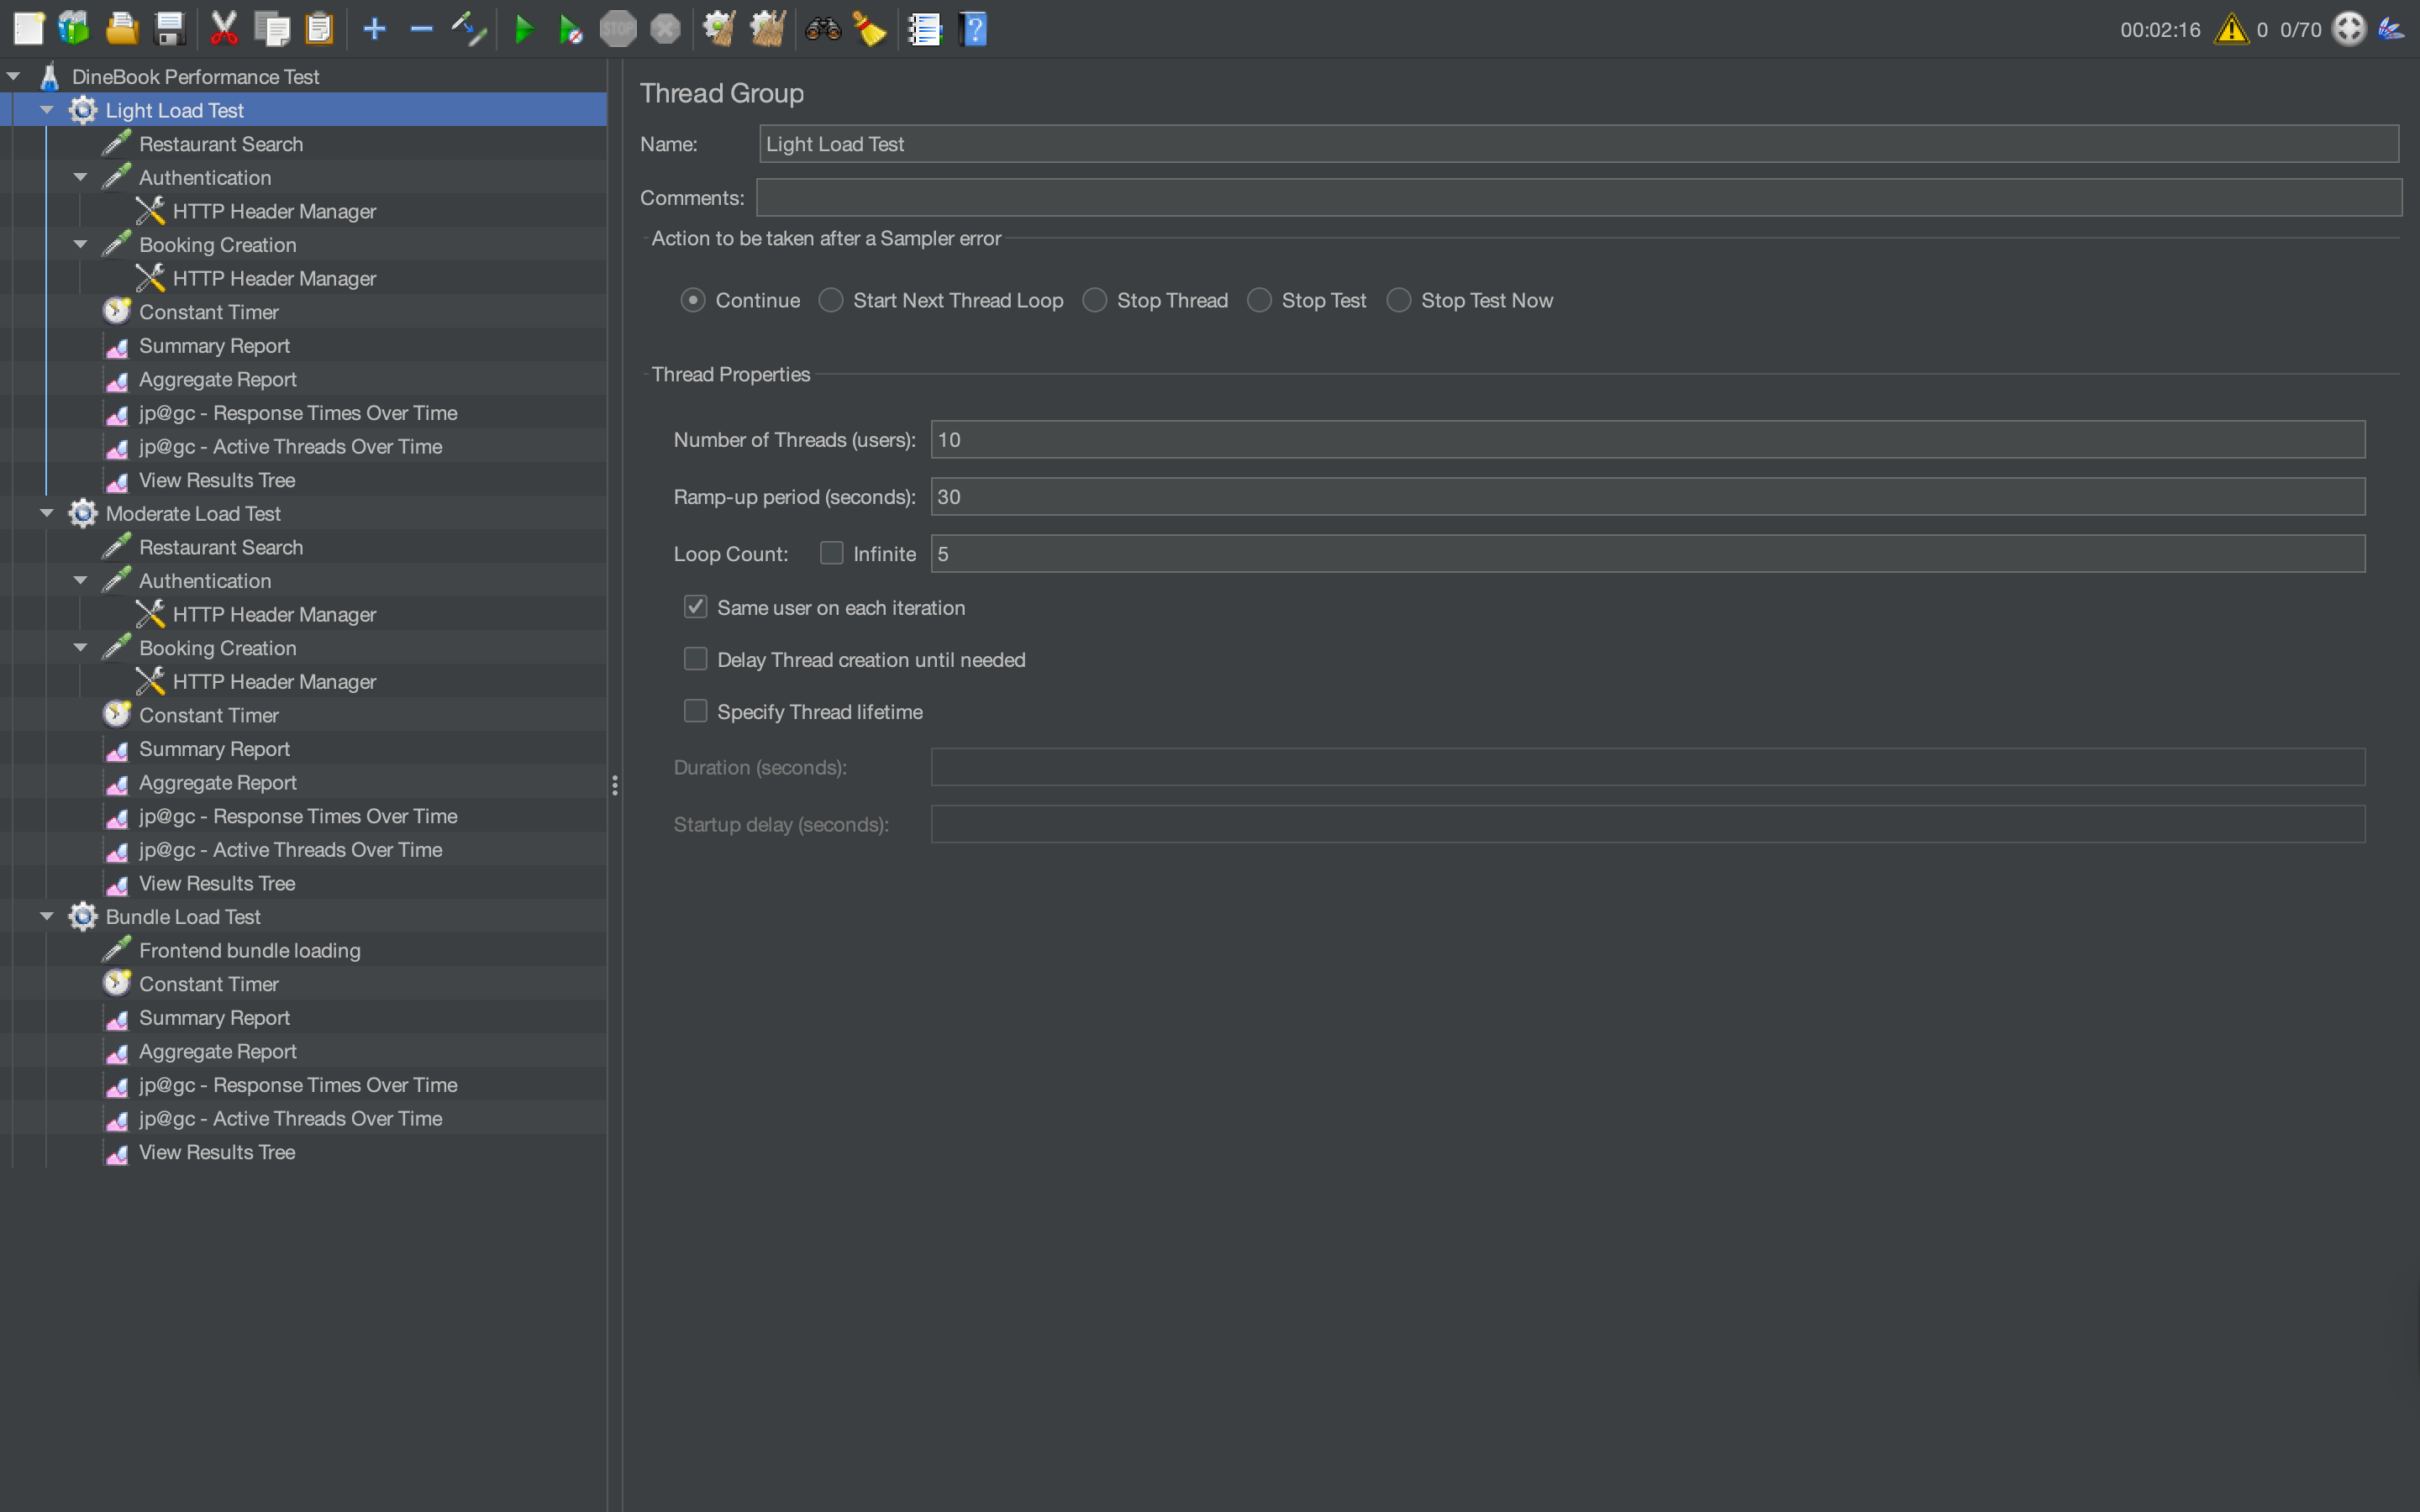 STOP
00:02:16 0 0/70
DineBook Performance Test
Light Load Test
Restaurant Search
Authentication
HTTP Header Manager
Booking Creation
HTTP Header Manager
Constant Timer
Summary Report
Aggregate Report
jp@gc - Response Times Over Time
jp@gc - Active Threads Over Time
View Results Tree
Moderate Load Test
Restaurant Search
Authentication
HTTP Header Manager
Booking Creation
HTTP Header Manager
Constant Timer
Summary Report
Aggregate Report
jp@gc - Response Times Over Time
jp@gc - Active Threads Over Time
View Results Tree
Bundle Load Test
Frontend bundle loading
Constant Timer
Summary Report
Aggregate Report
jp@gc - Response Times Over Time
jp@gc - Active Threads Over Time
View Results Tree
Thread Group
Name: Light Load Test
Comments:
Action to be taken after a Sampler error
Continue Start Next Thread Loop Stop Thread Stop Test Stop Test Now
Thread Properties
Number of Threads (users): 10
Ramp-up period (seconds): 30
Loop Count: Infinite 5
Same user on each iteration
Delay Thread creation until needed
Specify Thread lifetime
Duration (seconds):
Startup delay (seconds):